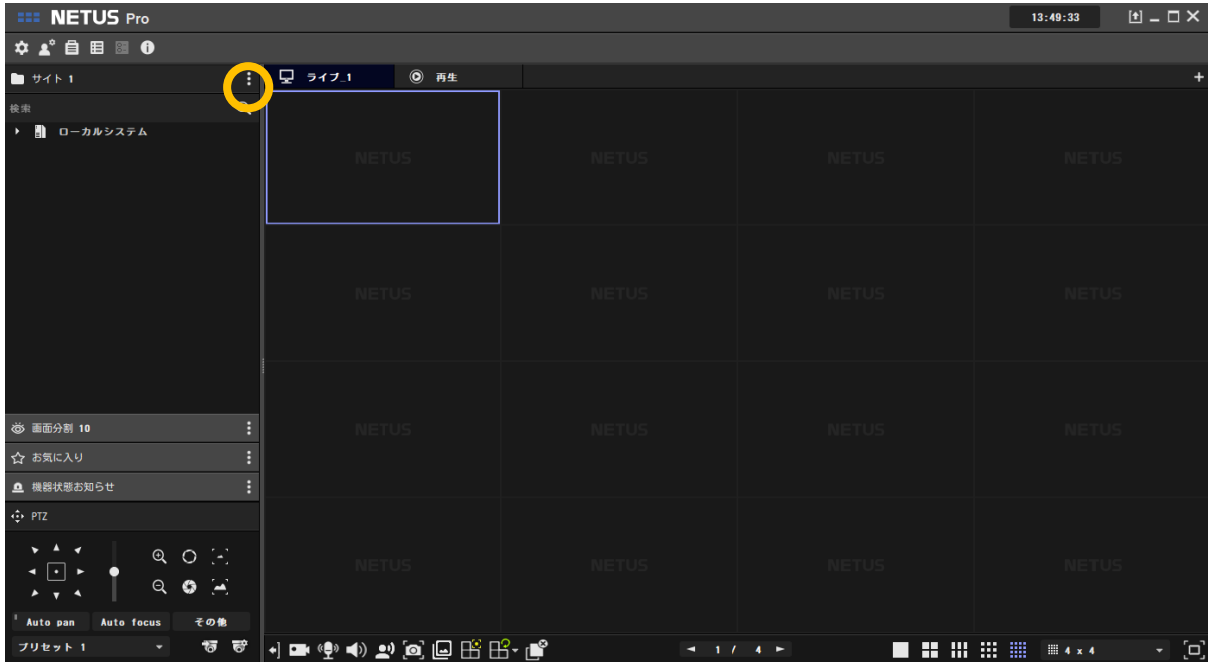 NETUS Pro
13:49:33
サイト 1
ライブ_1
再生
検索
ローカルシステム
NETUS NETUS NETUS NETUS
NETUS NETUS NETUS NETUS
NETUS NETUS NETUS NETUS
NETUS NETUS NETUS NETUS
画面分割 10
お気に入り
機器状態お知らせ
PTZ
Auto pan Auto focus その他
プリセット 1
1 / 4
4 x 4